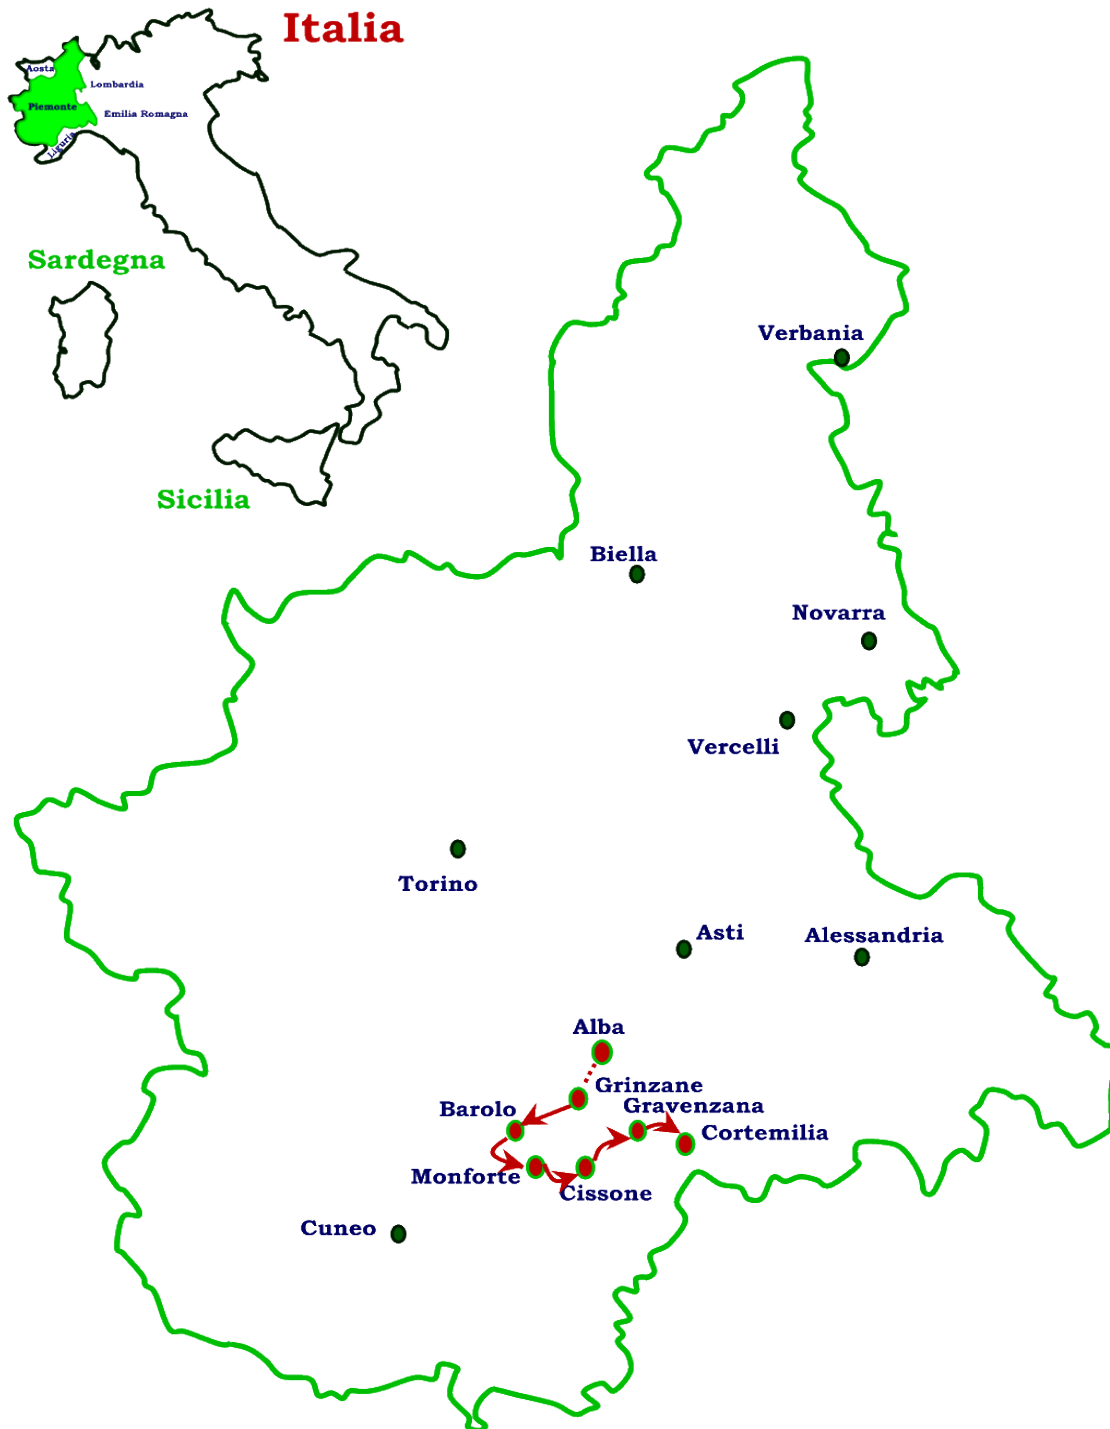 Italia
Aosta
Lombardia
Piemonte
Emilia Romagna
Liguria
Sardegna
Sicilia
Verbania
Biella
Novarra
Vercelli
Torino
Asti
Alessandria
Alba
Grinzane
Barolo
Gravenzana
Cortemilia
Monforte
Cissone
Cuneo